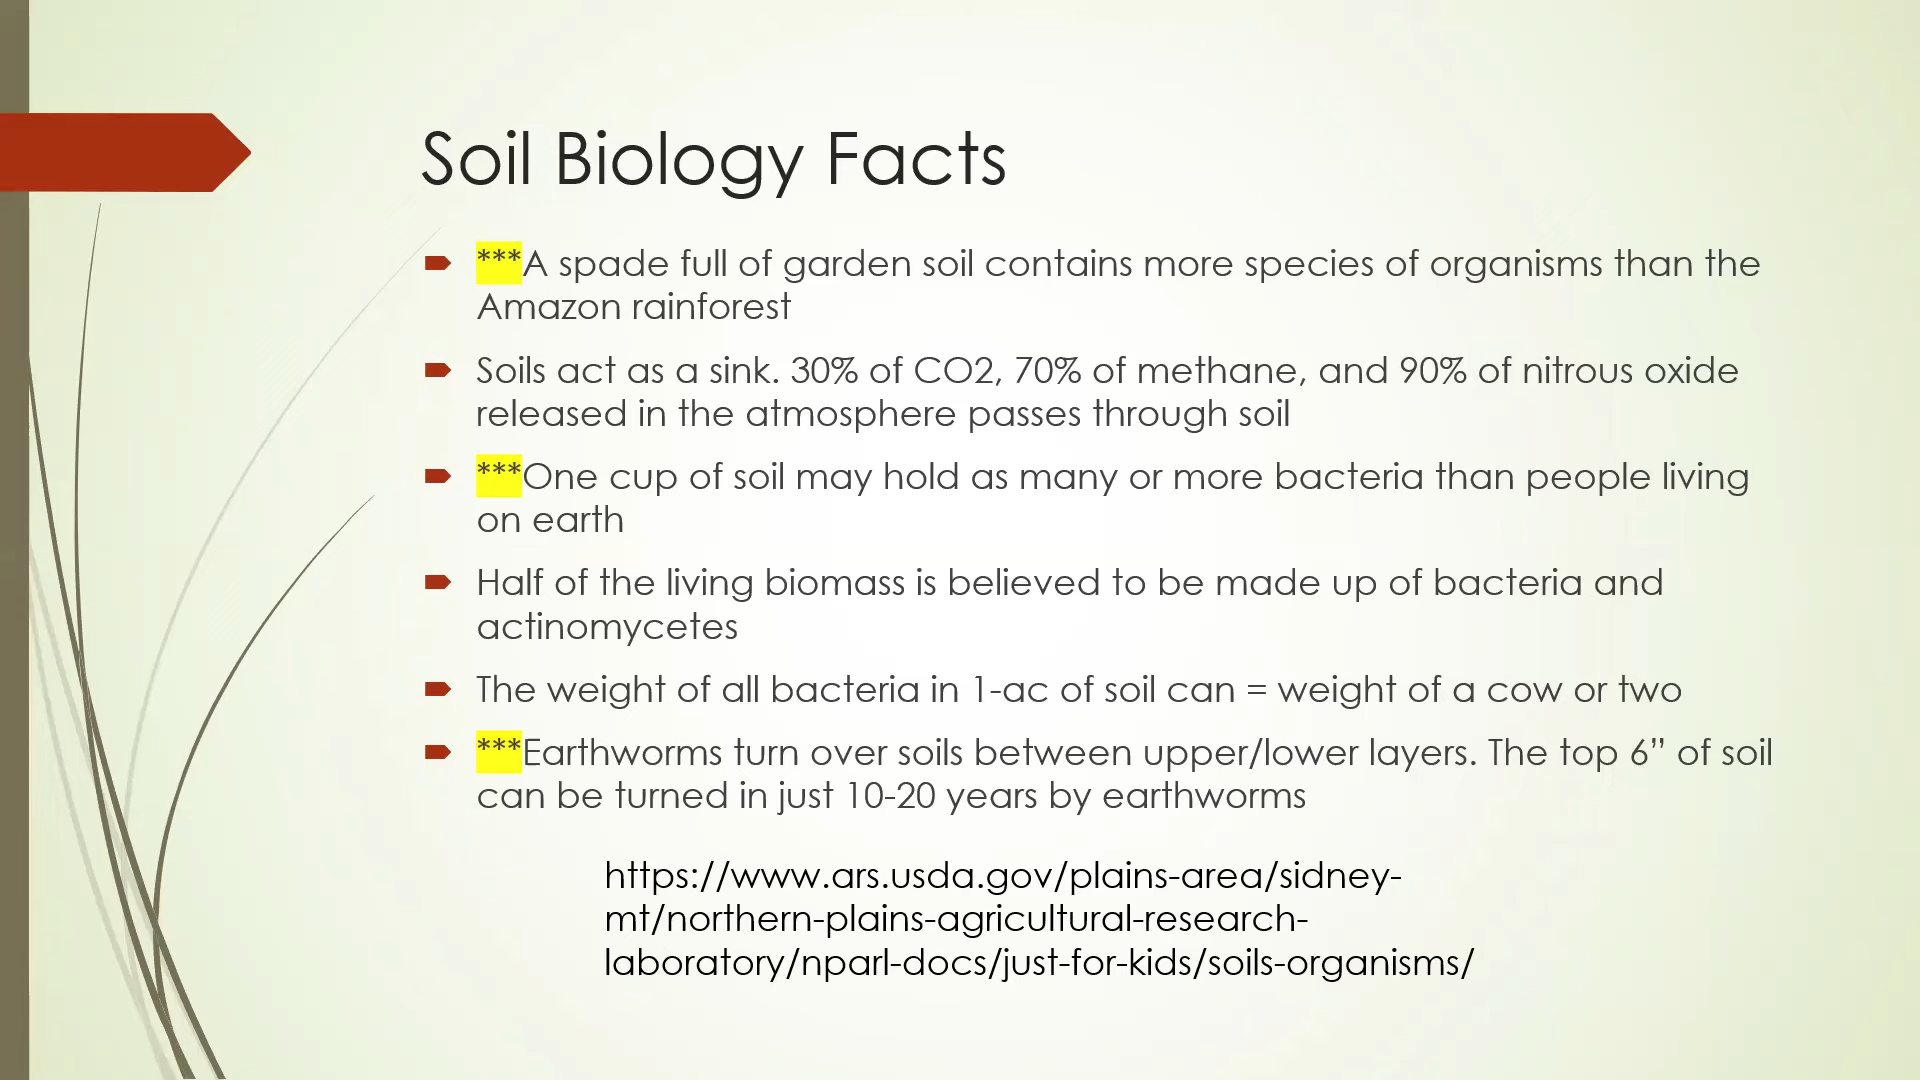 Soil Biology Facts
***A spade full of garden soil contains more species of organisms than the
Amazon rainforest
Soils act as a sink. 30% of CO2, 70% of methane, and 90% of nitrous oxide
released in the atmosphere passes through soil
***One cup of soil may hold as many or more bacteria than people living
on earth
Half of the living biomass is believed to be made up of bacteria and
actinomycetes
The weight of all bacteria in 1-ac of soil can = weight of a cow or two
***Earthworms turn over soils between upper/lower layers. The top 6” of soil
can be turned in just 10-20 years by earthworms
https://www.ars.usda.gov/plains-area/sidney-
mt/northern-plains-agricultural-research-
laboratory/nparl-docs/just-for-kids/soils-organisms/